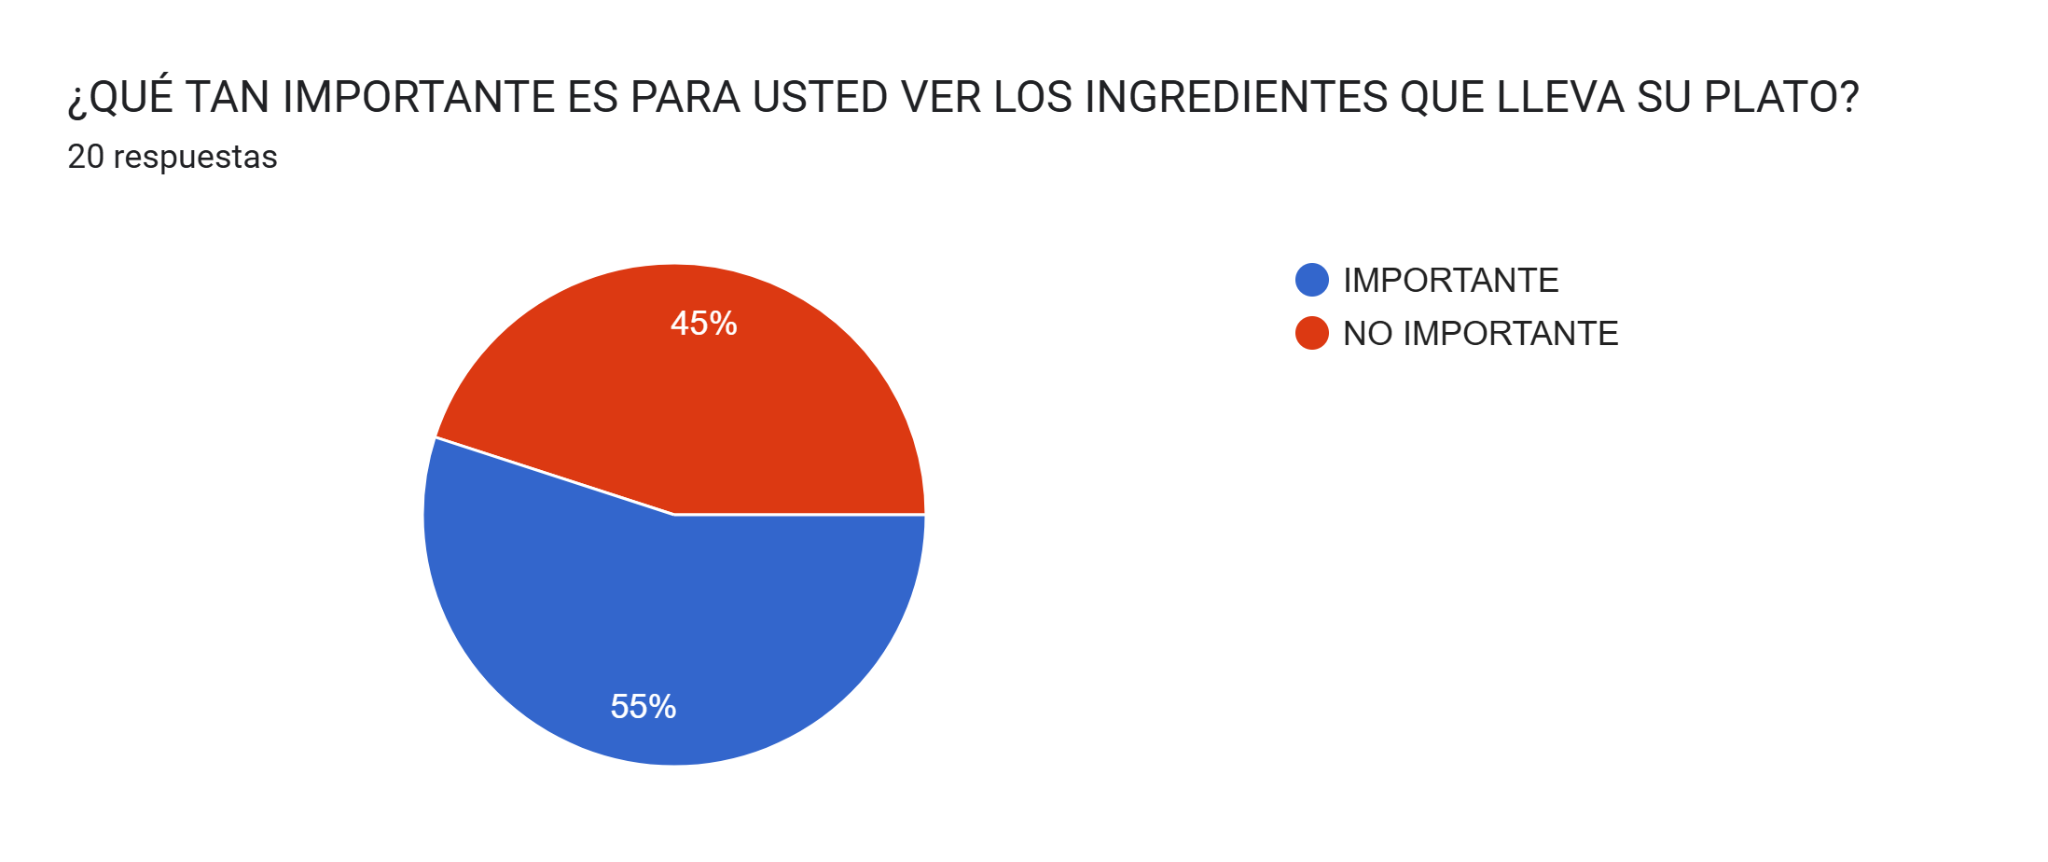 ¿QUÉ TAN IMPORTANTE ES PARA USTED VER LOS INGREDIENTES QUE LLEVA SU PLATO?
20 respuestas
IMPORTANTE
NO IMPORTANTE
45%
55%